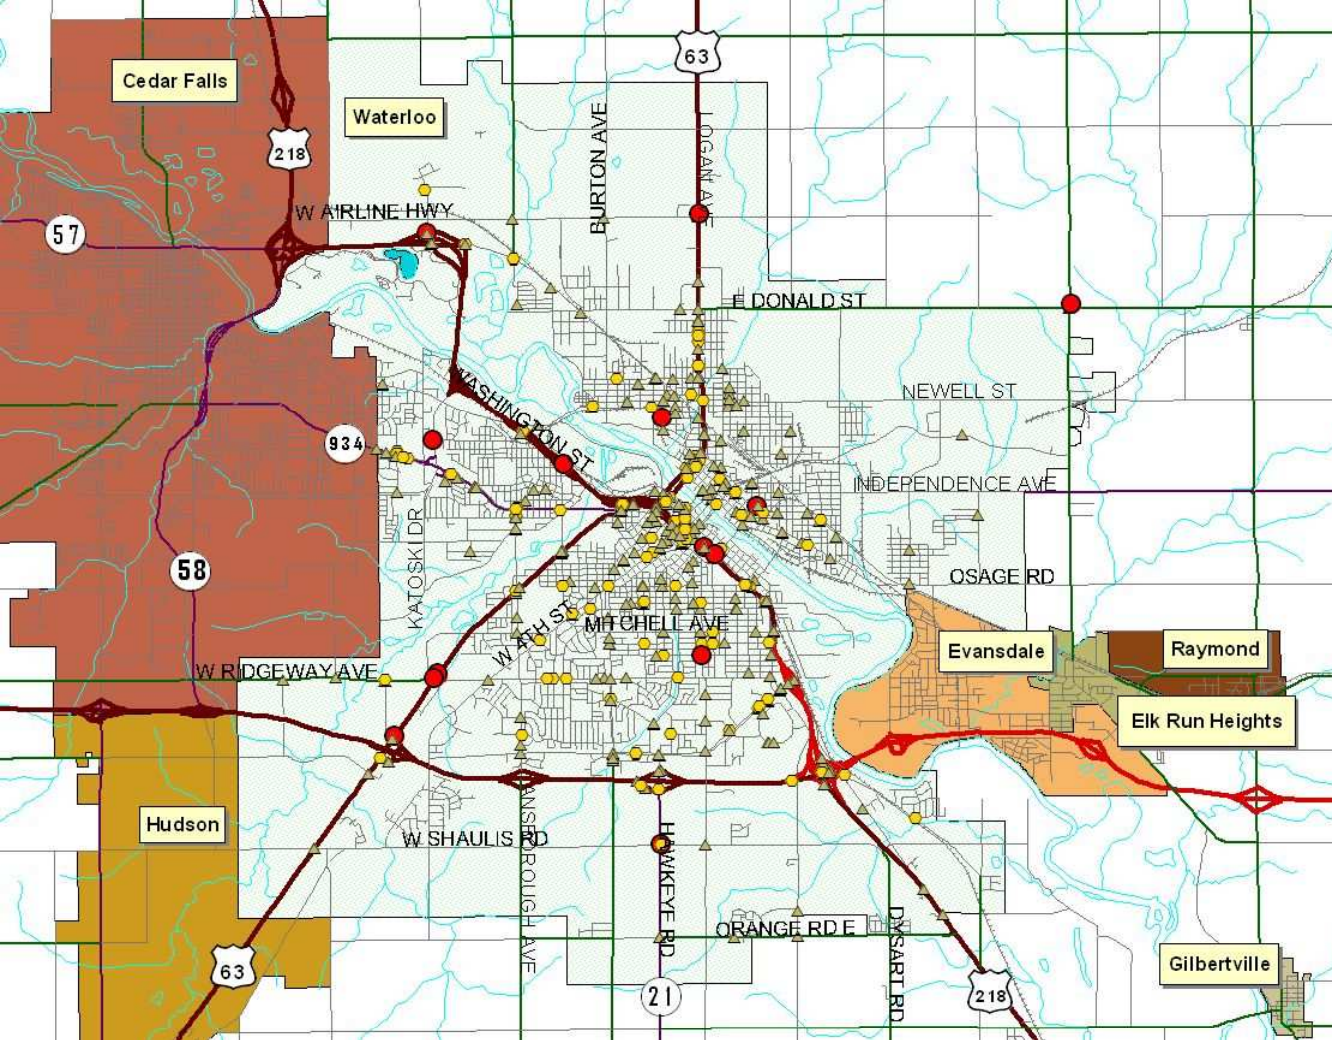 63
Cedar Falls
Waterloo
218
BURTON AVE
LOGAN AVE
W AIRLINE HWY
57
E DONALD ST
WASHINGTON ST
NEWELL ST
934
INDEPENDENCE AVE
KATOSKI DR
58
OSAGE RD
W 4TH ST
MITCHELL AVE
Evansdale
Raymond
W RIDGEWAY AVE
Elk Run Heights
Hudson
W SHAULIS RD
ANSBOROUGH AVE
HAWKEYE RD
ORANGE RD E
DYSART RD
63
21
218
Gilbertville